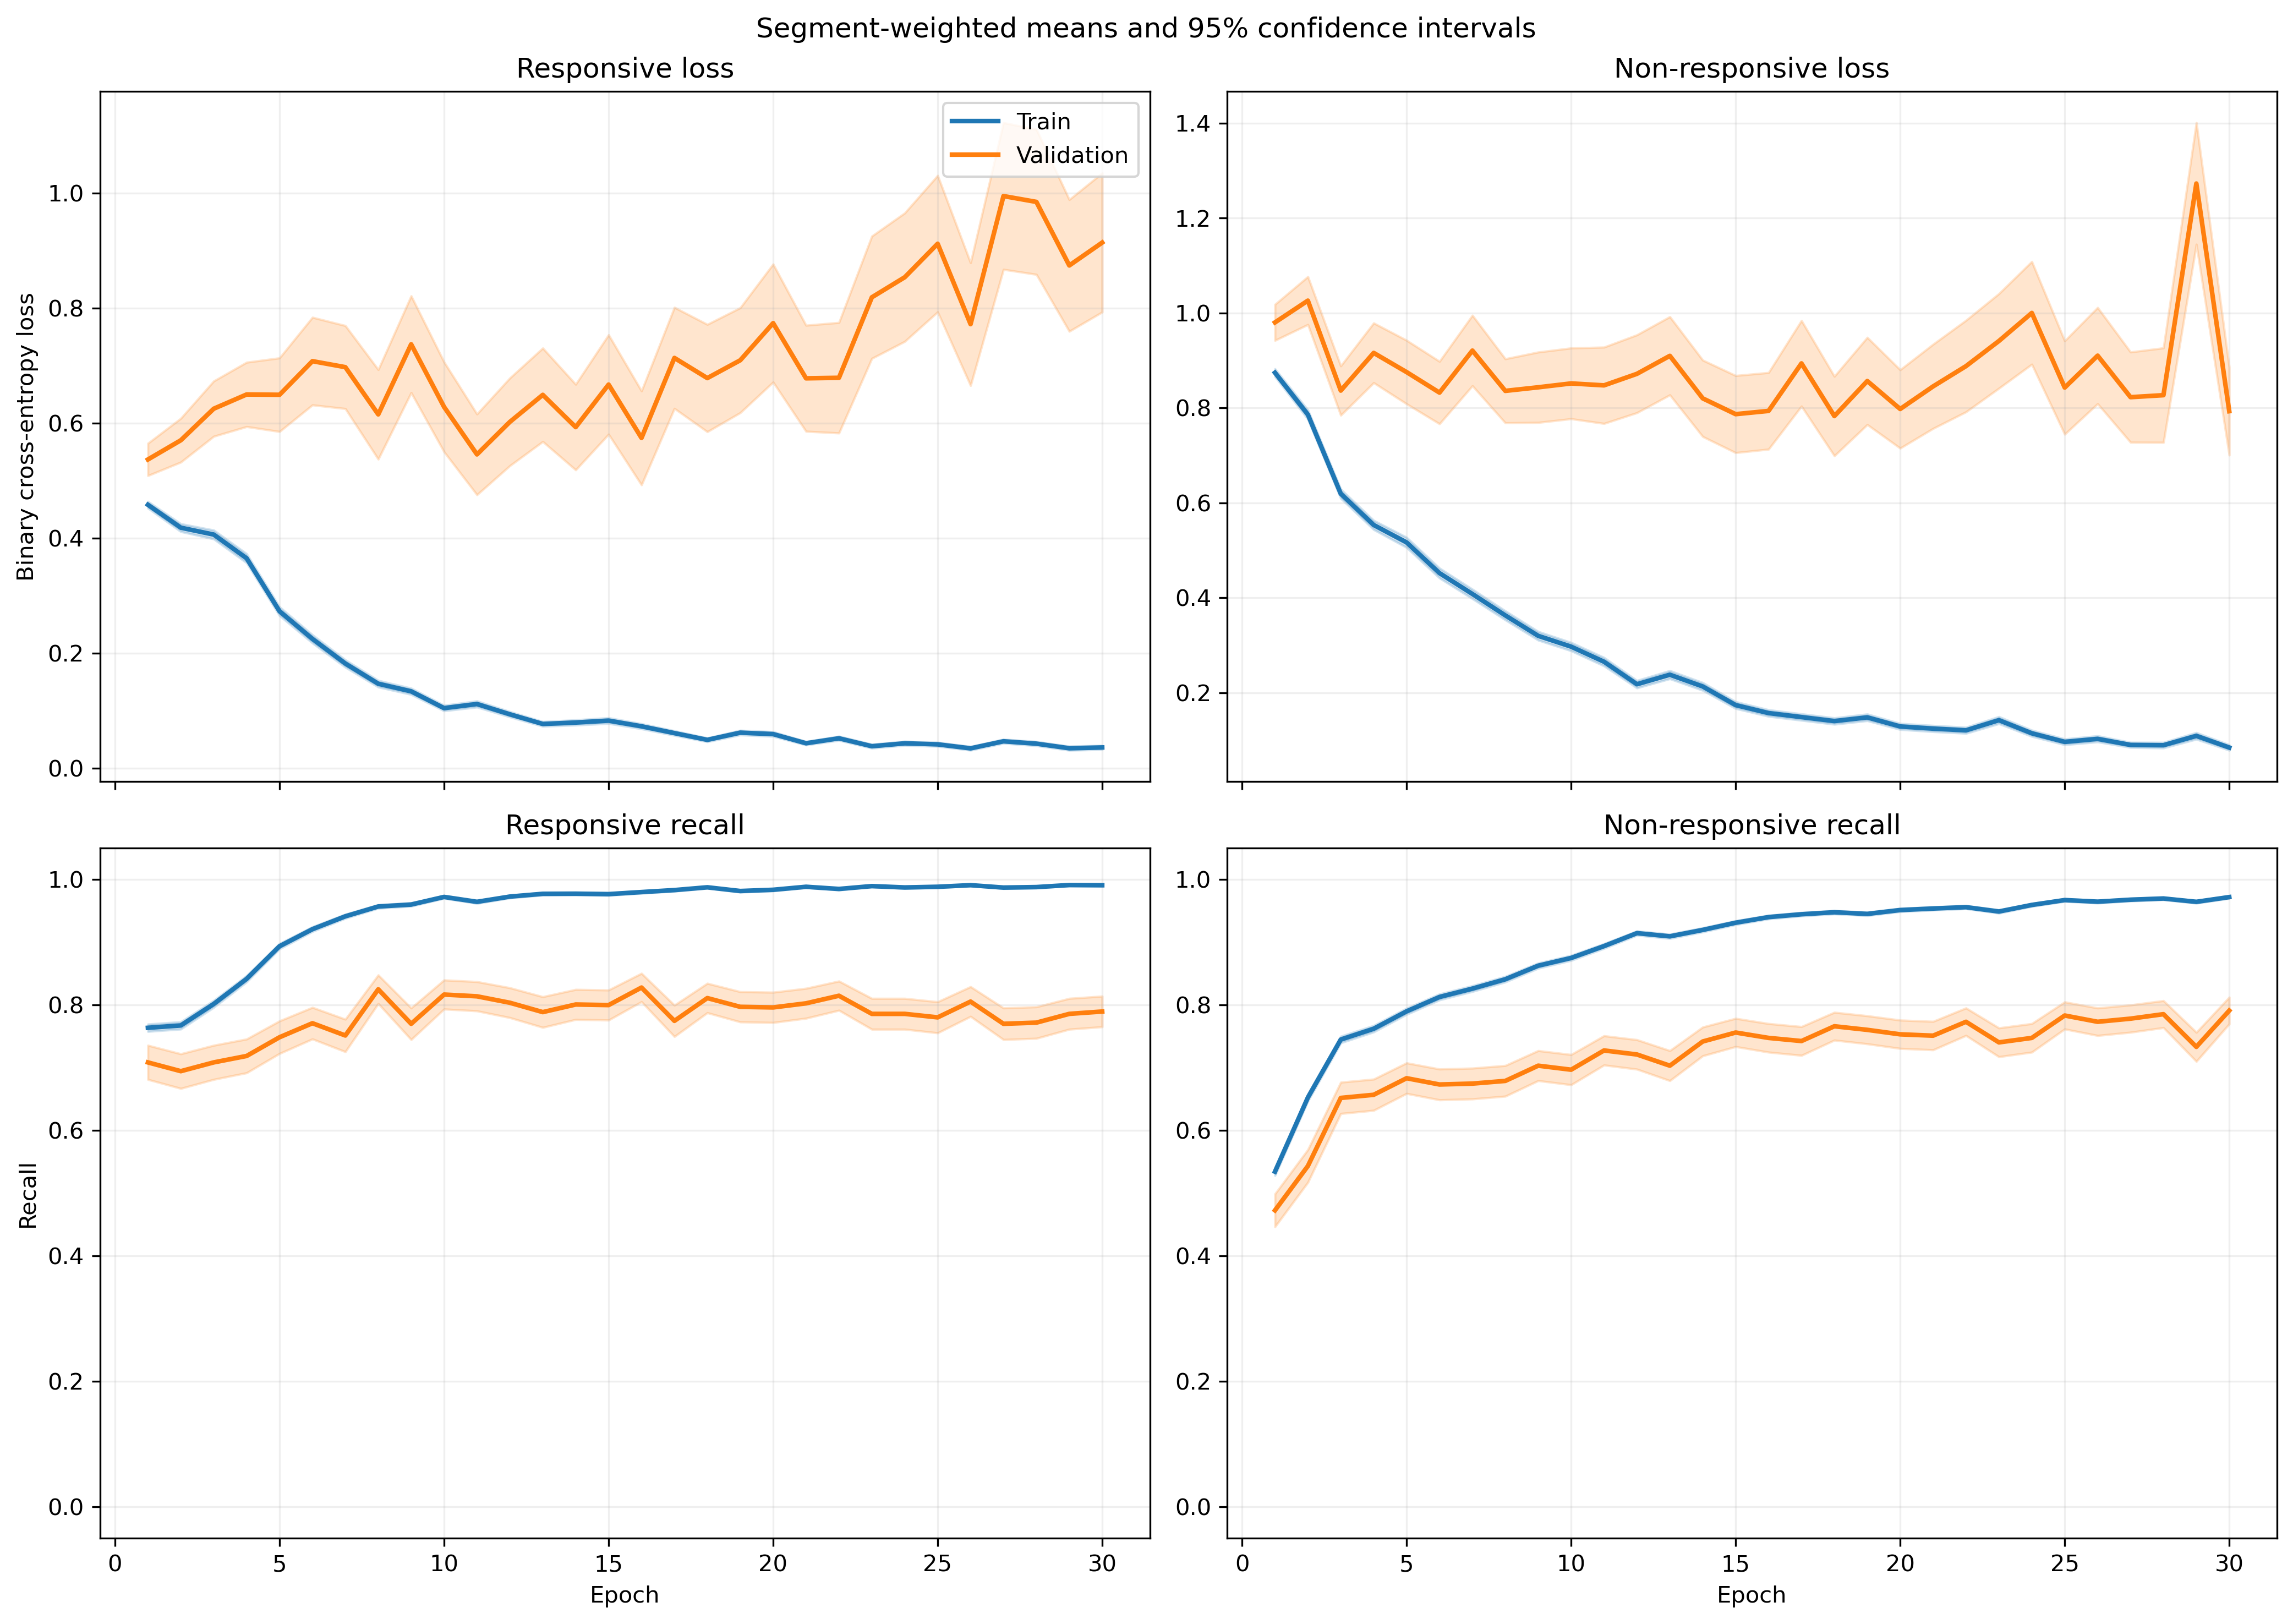 Segment-weighted means and 95% confidence intervals
Responsive loss
Non-responsive loss
Train
Validation
Binary cross-entropy loss
1.0
0.8
0.6
0.4
0.2
0.0
1.4
1.2
1.0
0.8
0.6
0.4
0.2
Responsive recall
Non-responsive recall
Recall
1.0
0.8
0.6
0.4
0.2
0.0
0 5 10 15 20 25 30
Epoch
1.0
0.8
0.6
0.4
0.2
0.0
0 5 10 15 20 25 30
Epoch